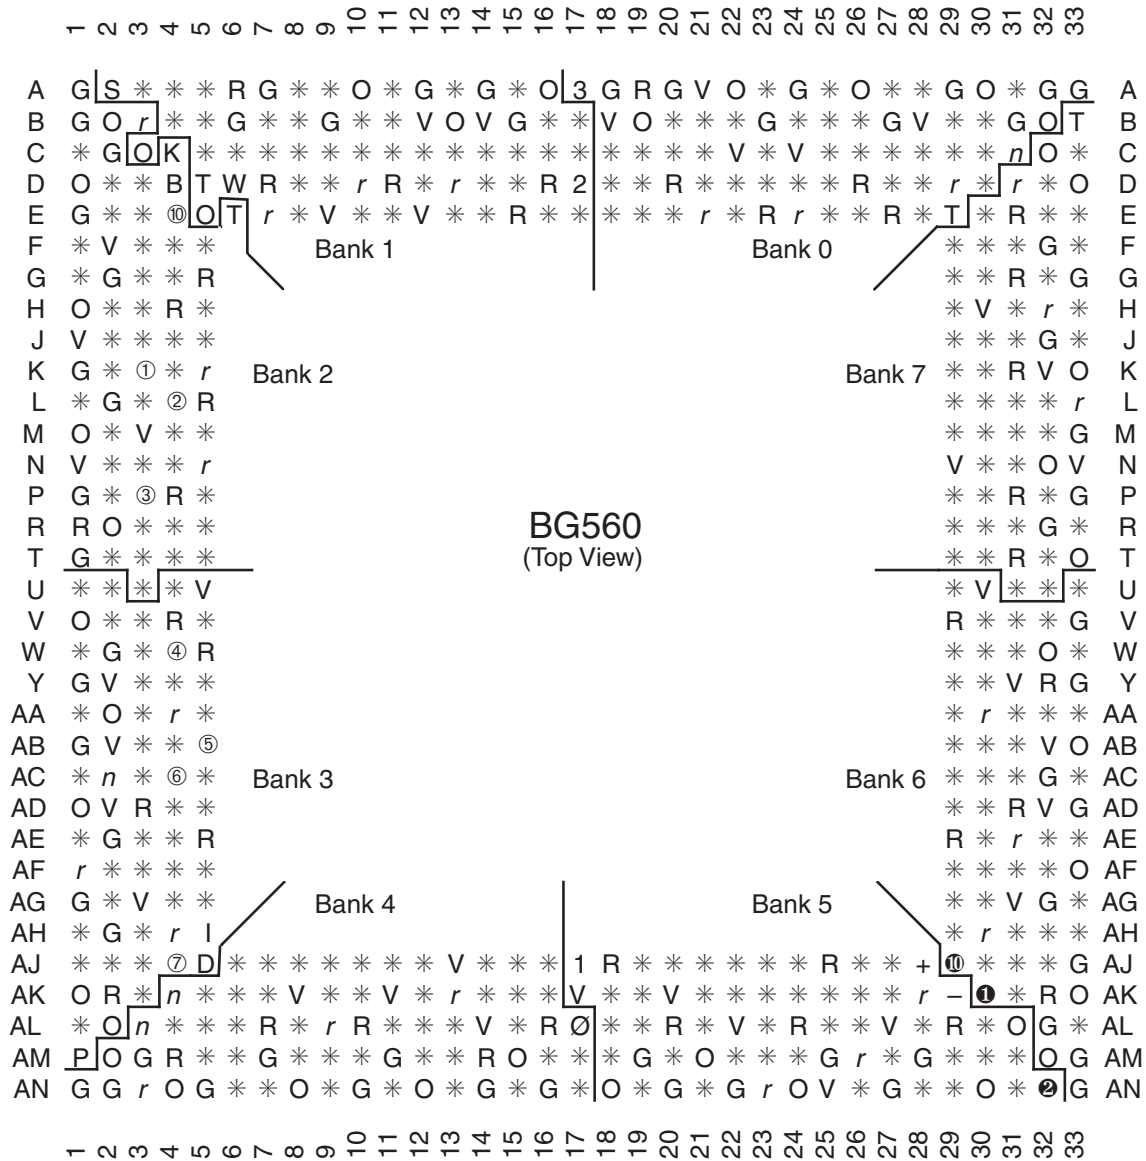 1 2 3 4 5 6 7 8 9 10 11 12 13 14 15 16 17 18 19 20 21 22 23 24 25 26 27 28 29 30 31 32 33
A G S ✳ ✳ ✳ R G ✳ ✳ O ✳ G ✳ G ✳ O 3 G R G V O ✳ G ✳ O ✳ ✳ G O ✳ G G A
B G O r ✳ ✳ G ✳ ✳ G ✳ ✳ V O V G ✳ ✳ V O ✳ ✳ ✳ G ✳ ✳ ✳ G V ✳ ✳ G O T B
C ✳ G O K ✳ ✳ ✳ ✳ ✳ ✳ ✳ ✳ ✳ ✳ ✳ ✳ ✳ ✳ ✳ ✳ ✳ V ✳ V ✳ ✳ ✳ ✳ ✳ ✳ n O ✳ C
D O ✳ ✳ B T W R ✳ ✳ r R ✳ r ✳ ✳ R 2 ✳ ✳ R ✳ ✳ ✳ ✳ ✳ R ✳ ✳ r ✳ r ✳ O D
E G ✳ ✳ ⑩ O T r ✳ V ✳ ✳ V ✳ ✳ R ✳ ✳ ✳ ✳ ✳ r ✳ R r ✳ ✳ R ✳ T ✳ R ✳ ✳ E
F ✳ V ✳ ✳ ✳ Bank 1 Bank 0 ✳ ✳ ✳ G ✳ F
G ✳ G ✳ ✳ R ✳ ✳ R ✳ G G
H O ✳ ✳ R ✳ ✳ V ✳ r ✳ H
J V ✳ ✳ ✳ ✳ ✳ ✳ ✳ G ✳ J
K G ✳ ① ✳ r Bank 2 Bank 7 ✳ ✳ R V O K
L ✳ G ✳ ② R ✳ ✳ ✳ ✳ r L
M O ✳ V ✳ ✳ ✳ ✳ ✳ ✳ G M
N V ✳ ✳ ✳ r V ✳ ✳ O V N
P G ✳ ③ R ✳ ✳ ✳ R ✳ G P
R R O ✳ ✳ ✳ BG560 ✳ ✳ ✳ G ✳ R
T G ✳ ✳ ✳ ✳ (Top View) ✳ ✳ R ✳ O T
U ✳ ✳ ✳ ✳ V ✳ V ✳ ✳ ✳ U
V O ✳ ✳ R ✳ R ✳ ✳ ✳ G V
W ✳ G ✳ ④ R ✳ ✳ ✳ O ✳ W
Y G V ✳ ✳ ✳ ✳ ✳ V R G Y
AA ✳ O ✳ r ✳ ✳ r ✳ ✳ ✳ AA
AB G V ✳ ✳ ⑤ ✳ ✳ ✳ V O AB
AC ✳ n ✳ ⑥ ✳ Bank 3 Bank 6 ✳ ✳ ✳ G ✳ AC
AD O V R ✳ ✳ ✳ ✳ R V G AD
AE ✳ G ✳ ✳ R R ✳ r ✳ ✳ AE
AF r ✳ ✳ ✳ ✳ ✳ ✳ ✳ ✳ O AF
AG G ✳ V ✳ ✳ Bank 4 Bank 5 ✳ ✳ V G ✳ AG
AH ✳ G ✳ r I ✳ r ✳ ✳ ✳ AH
AJ ✳ ✳ ✳ ⑦ D ✳ ✳ ✳ ✳ ✳ ✳ ✳ V ✳ ✳ ✳ 1 R ✳ ✳ ✳ ✳ ✳ ✳ R ✳ ✳ + ❿ ✳ ✳ ✳ G AJ
AK O R ✳ n ✳ ✳ ✳ V ✳ ✳ V ✳ r ✳ ✳ ✳ V ✳ ✳ V ✳ ✳ ✳ ✳ ✳ ✳ ✳ r – ❶ ✳ R O AK
AL ✳ O n ✳ ✳ ✳ R ✳ r R ✳ ✳ ✳ V ✳ R Ø ✳ ✳ R ✳ V ✳ R ✳ ✳ V ✳ R ✳ O G ✳ AL
AM P O G R ✳ ✳ G ✳ ✳ ✳ G ✳ ✳ R O ✳ ✳ ✳ G ✳ O ✳ ✳ ✳ G r ✳ G ✳ ✳ ✳ O G AM
AN G G r O G ✳ ✳ O ✳ G ✳ O ✳ G ✳ G ✳ O ✳ G ✳ G r O V ✳ G ✳ ✳ O ✳ ❷ G AN
1 2 3 4 5 6 7 8 9 10 11 12 13 14 15 16 17 18 19 20 21 22 23 24 25 26 27 28 29 30 31 32 33